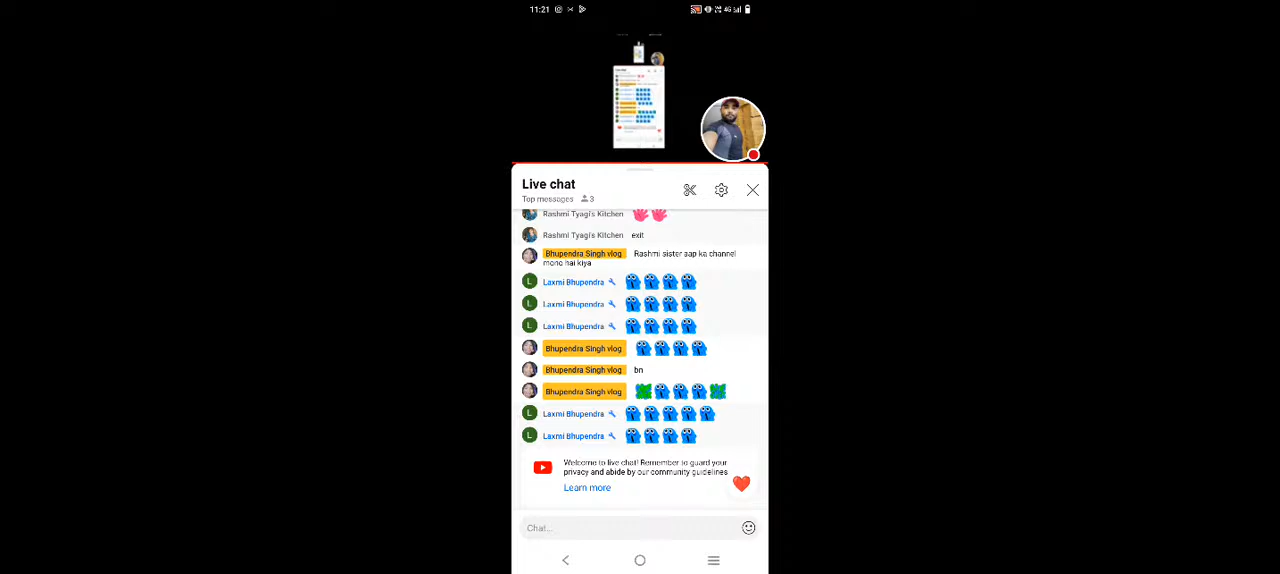 11:21
4G
Live chat
Top messages 3
Rashmi Tyagi's Kitchen
Rashmi Tyagi's Kitchen exit
Bhupendra Singh vlog Rashmi sister aap ka channel
mono hai kiya
L Laxmi Bhupendra
L Laxmi Bhupendra
L Laxmi Bhupendra
Bhupendra Singh vlog
Bhupendra Singh vlog bn
Bhupendra Singh vlog
L Laxmi Bhupendra
L Laxmi Bhupendra
Welcome to live chat! Remember to guard your
privacy and abide by our community guidelines
Learn more
Chat...